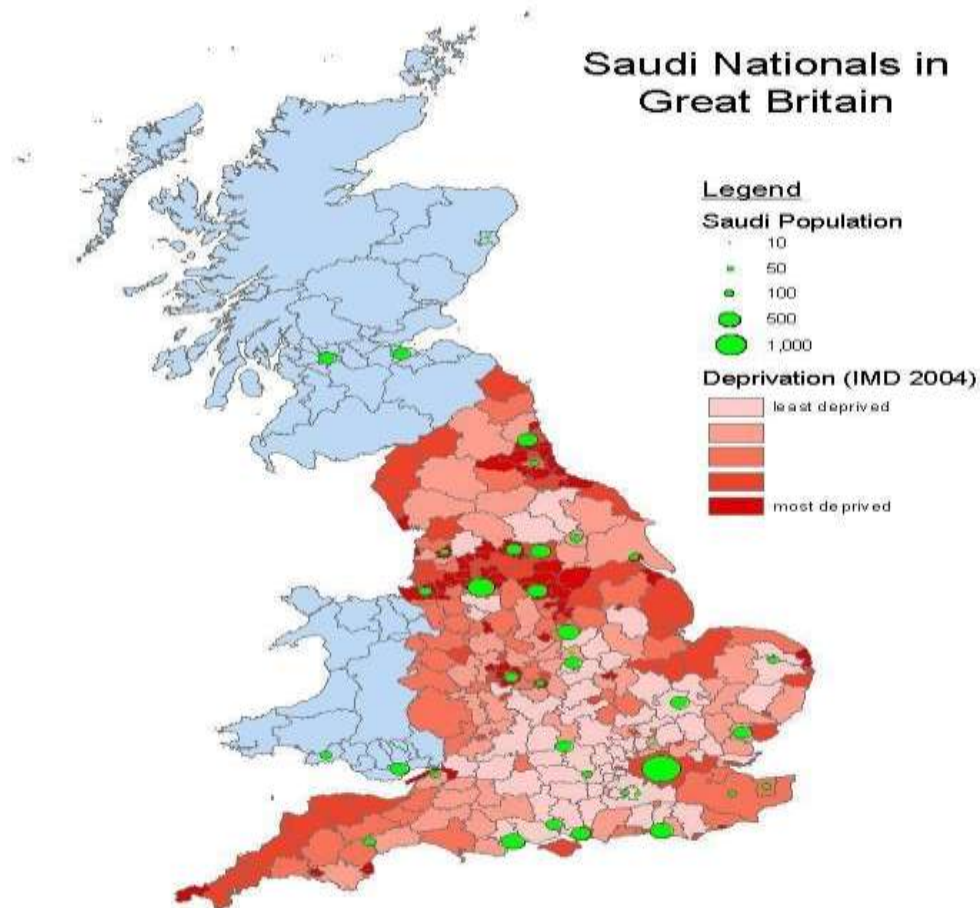 Saudi Nationals in
Great Britain
Legend
Saudi Population
10
50
100
500
1,000
Deprivation (IMD 2004)
least deprived
most deprived